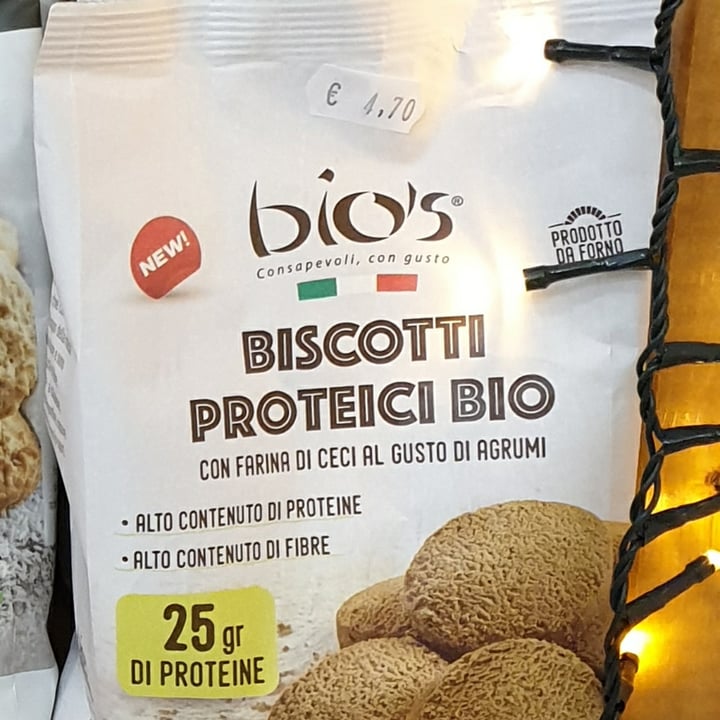 € 4,70
bio's®
Consapevoli, con gusto
NEW!
PRODOTTO
DA FORNO
BISCOTTI
PROTEICI BIO
CON FARINA DI CECI AL GUSTO DI AGRUMI
• ALTO CONTENUTO DI PROTEINE
• ALTO CONTENUTO DI FIBRE
25 gr
DI PROTEINE